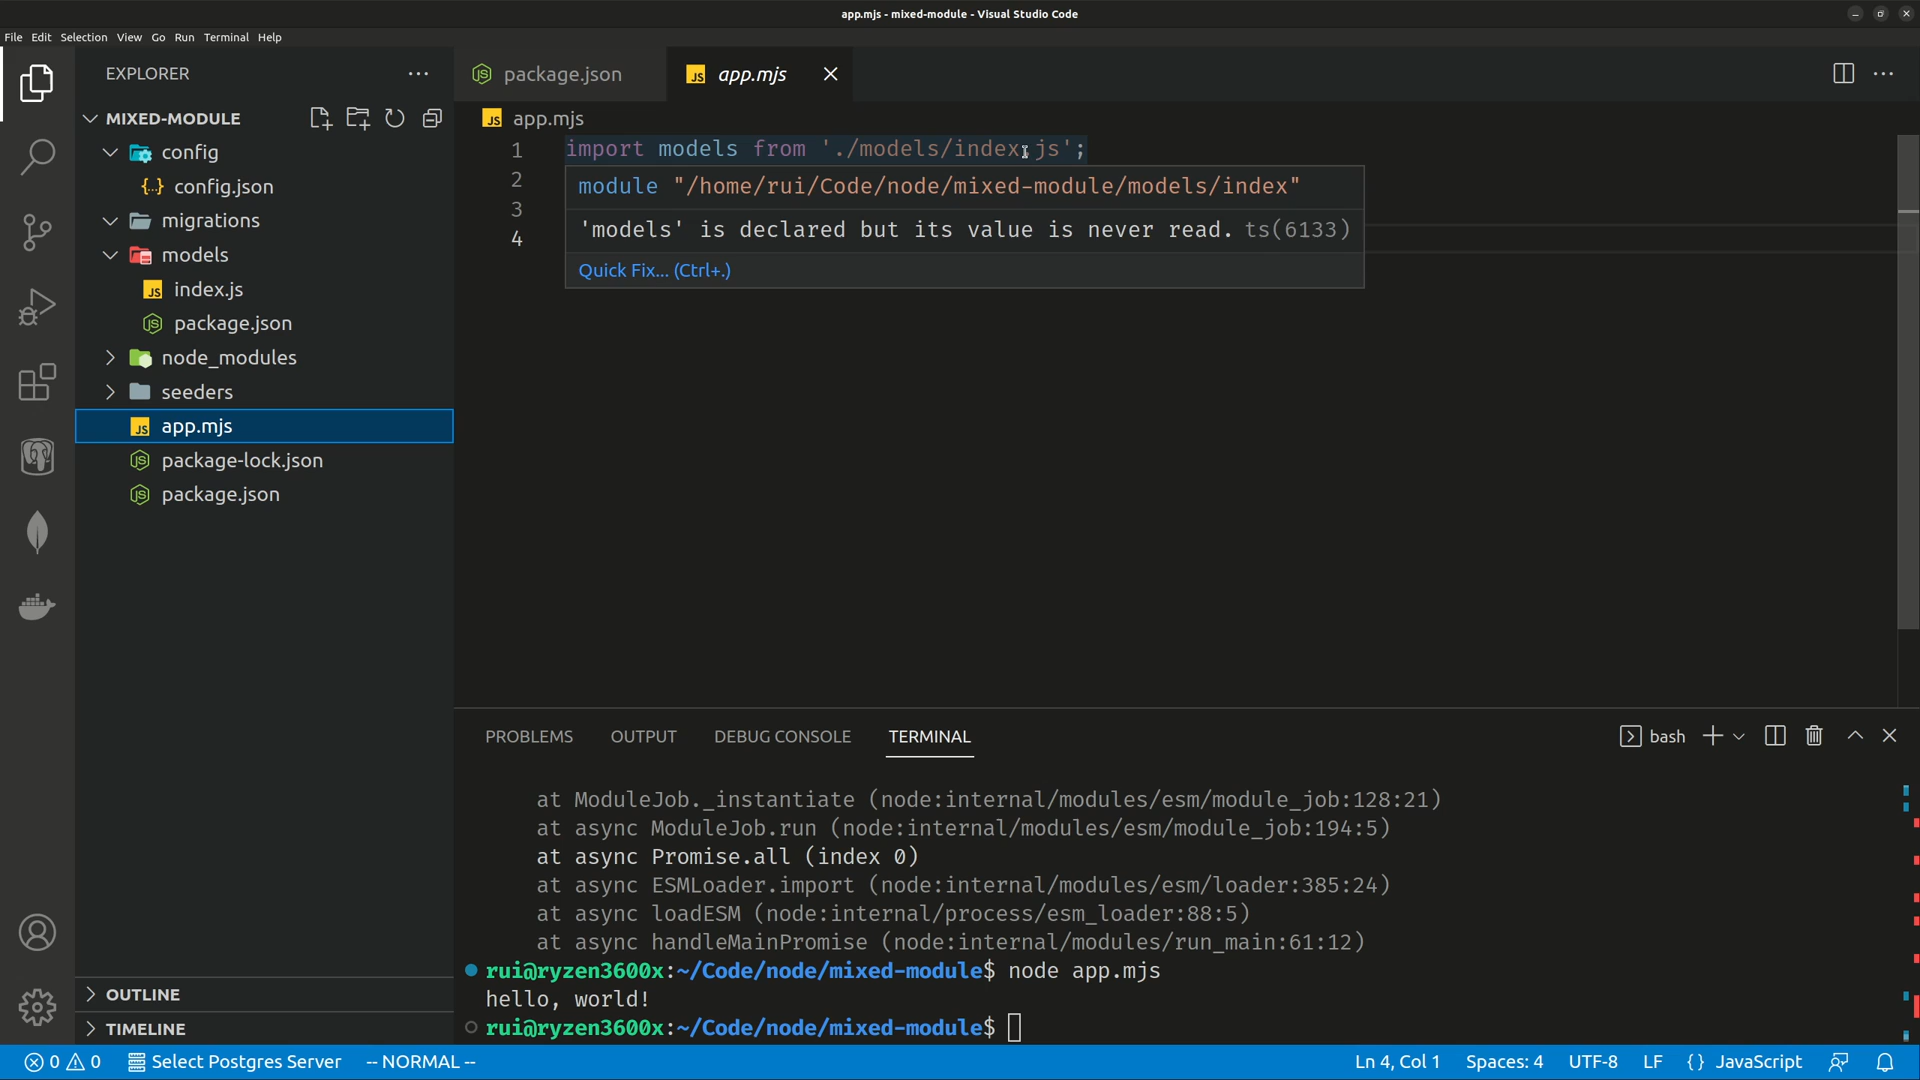 app.mjs - mixed-module - Visual Studio Code
File Edit Selection View Go Run Terminal Help
EXPLORER
MIXED-MODULE
config
config.json
migrations
models
index.js
package.json
node_modules
seeders
app.mjs
package-lock.json
package.json
OUTLINE
TIMELINE
package.json
app.mjs
app.mjs
1 import models from './models/index.js';
2
3
4
module "/home/rui/Code/node/mixed-module/models/index"
'models' is declared but its value is never read. ts(6133)
Quick Fix... (Ctrl+.)
PROBLEMS OUTPUT DEBUG CONSOLE TERMINAL
bash
at ModuleJob._instantiate (node:internal/modules/esm/module_job:128:21)
at async ModuleJob.run (node:internal/modules/esm/module_job:194:5)
at async Promise.all (index 0)
at async ESMLoader.import (node:internal/modules/esm/loader:385:24)
at async loadESM (node:internal/process/esm_loader:88:5)
at async handleMainPromise (node:internal/modules/run_main:61:12)
rui@ryzen3600x:~/Code/node/mixed-module$ node app.mjs
hello, world!
rui@ryzen3600x:~/Code/node/mixed-module$
0 0 Select Postgres Server -- NORMAL -- Ln 4, Col 1 Spaces: 4 UTF-8 LF {} JavaScript